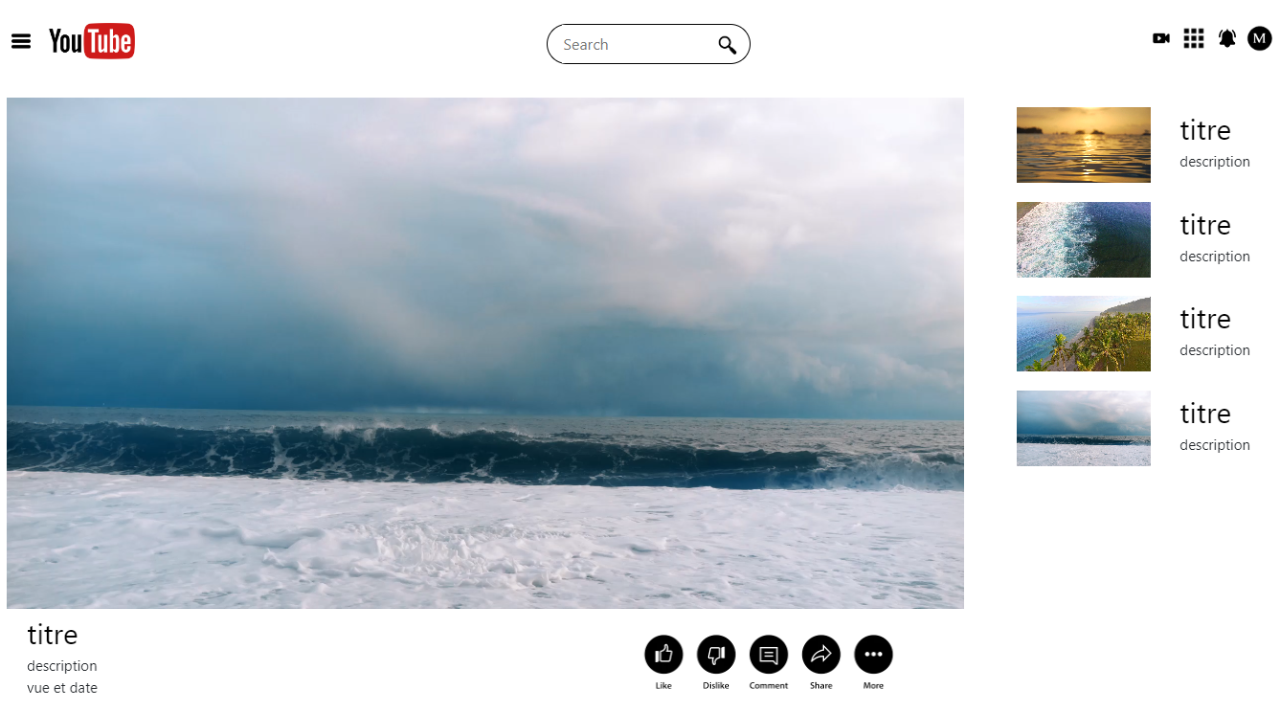 YouTube
Search
M
titre
description
titre
description
titre
description
titre
description
titre
description
vue et date
Like
Dislike
Comment
Share
More